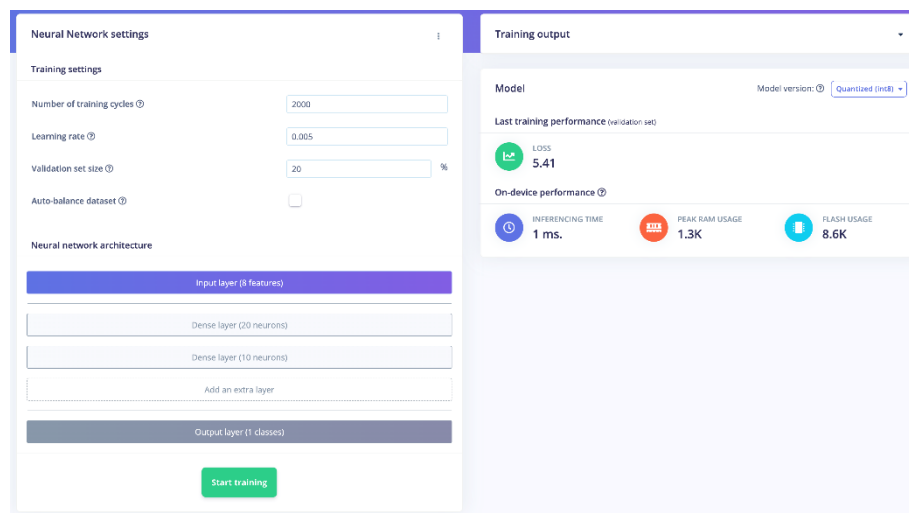 Neural Network settings
Training settings
Number of training cycles
2000
Learning rate
0.005
Validation set size
20
%
Auto-balance dataset
Neural network architecture
Input layer (8 features)
Dense layer (20 neurons)
Dense layer (10 neurons)
Add an extra layer
Output layer (1 classes)
Start training
Training output
Model
Model version:
Quantized (int8)
Last training performance (validation set)
LOSS
5.41
On-device performance
INFERENCING TIME
1 ms.
PEAK RAM USAGE
1.3K
FLASH USAGE
8.6K